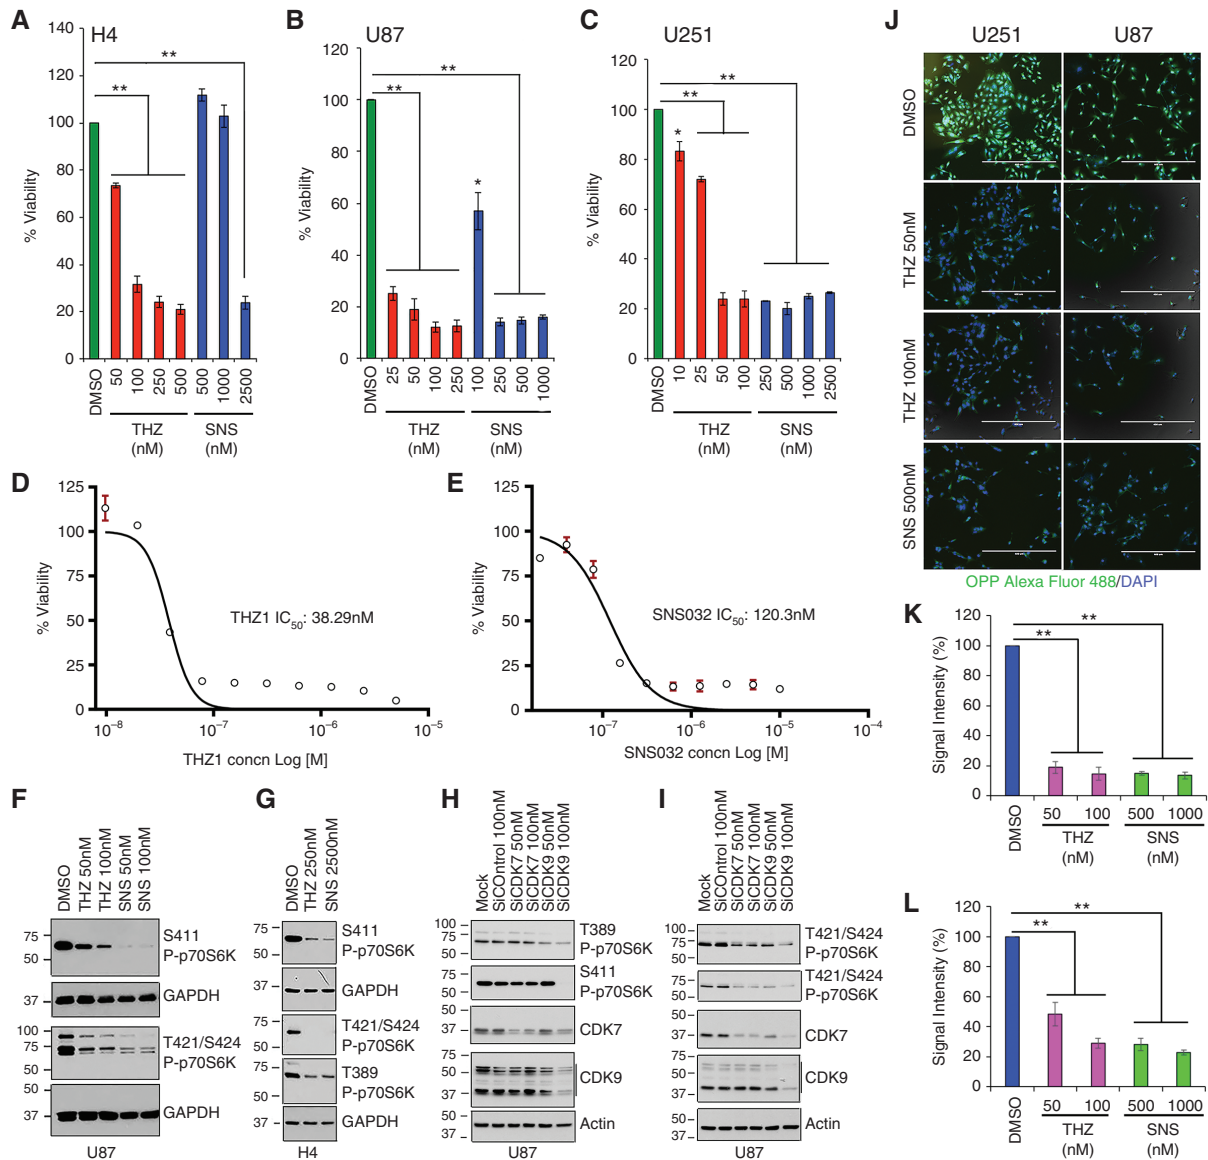 A
H4
% Viability
140
120
100
80
60
40
20
0
**
**
DMSO
50
100
250
500
500
1000
2500
THZ
(nM)
SNS
(nM)
B
U87
% Viability
120
100
80
60
40
20
0
**
**
*
DMSO
25
50
100
250
100
250
500
1000
THZ
(nM)
SNS
(nM)
C
U251
% Viability
120
100
80
60
40
20
0
**
**
*
DMSO
10
25
50
100
250
500
1000
2500
THZ
(nM)
SNS
(nM)
D
% Viability
125
100
75
50
25
0
THZ1 IC50: 38.29nM
10−8
10−7
10−6
10−5
THZ1 concn Log [M]
E
% Viability
125
100
75
50
25
0
SNS032 IC50: 120.3nM
10−7
10−6
10−5
10−4
SNS032 concn Log [M]
F
DMSO
THZ 50nM
THZ 100nM
SNS 50nM
SNS 100nM
75
50
S411
P-p70S6K
37
GAPDH
100
75
50
T421/S424
P-p70S6K
50
37
GAPDH
U87
G
DMSO
THZ 250nM
SNS 2500nM
75
50
S411
P-p70S6K
37
GAPDH
75
50
T421/S424
P-p70S6K
75
50
T389
P-p70S6K
37
GAPDH
H4
H
Mock
SiCOntrol 100nM
SiCDK7 50nM
SiCDK7 100nM
SiCDK9 50nM
SiCDK9 100nM
100
75
50
T389
P-p70S6K
75
50
S411
P-p70S6K
50
37
CDK7
75
50
37
CDK9
50
37
Actin
U87
I
Mock
SiCOntrol 100nM
SiCDK7 50nM
SiCDK7 100nM
SiCDK9 50nM
SiCDK9 100nM
100
75
50
T421/S424
P-p70S6K
75
50
T421/S424
P-p70S6K
50
37
CDK7
75
50
37
CDK9
50
37
Actin
U87
J
U251
U87
DMSO
THZ 50nM
THZ 100nM
SNS 500nM
OPP Alexa Fluor 488/DAPI
K
Signal Intensity (%)
120
100
80
60
40
20
0
**
**
DMSO
50
100
500
1000
THZ
(nM)
SNS
(nM)
L
Signal Intensity (%)
120
100
80
60
40
20
0
**
**
DMSO
50
100
500
1000
THZ
(nM)
SNS
(nM)